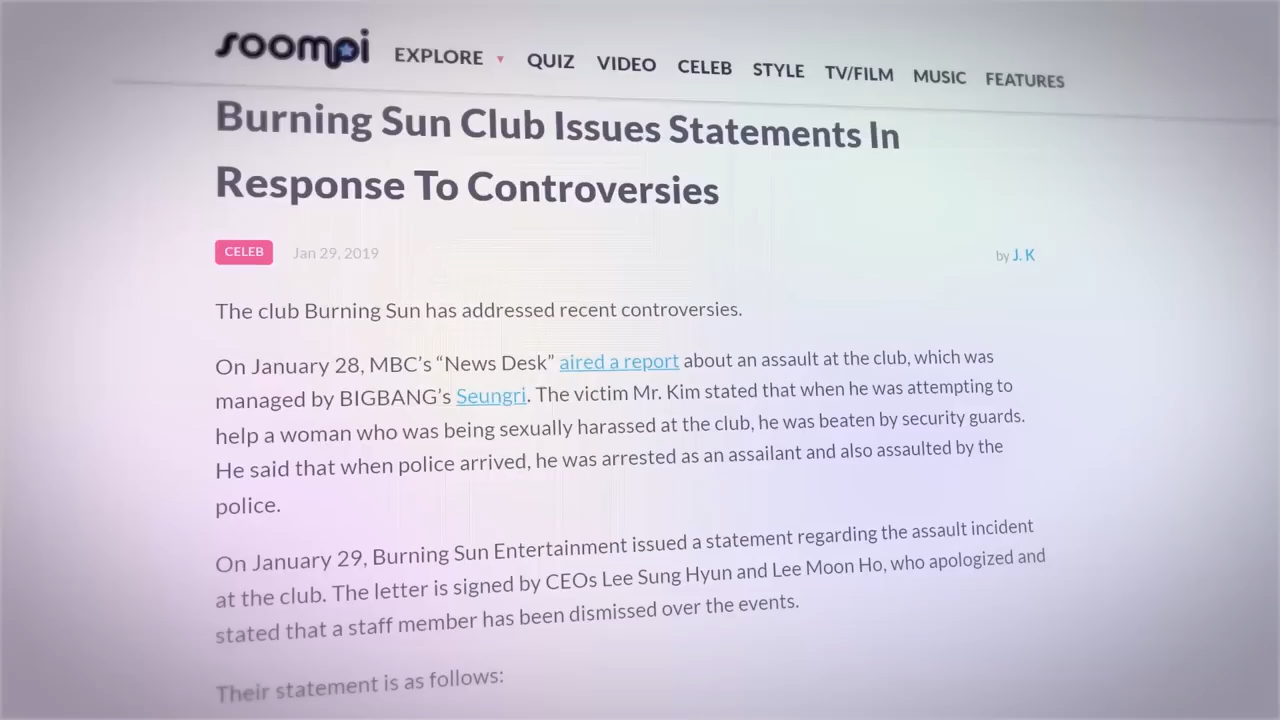 soompi EXPLORE ▼ QUIZ VIDEO CELEB STYLE TV/FILM MUSIC FEATURES
Burning Sun Club Issues Statements In
Response To Controversies
CELEB Jan 29, 2019 by J. K
The club Burning Sun has addressed recent controversies.
On January 28, MBC’s “News Desk” aired a report about an assault at the club, which was
managed by BIGBANG’s Seungri. The victim Mr. Kim stated that when he was attempting to
help a woman who was being sexually harassed at the club, he was beaten by security guards.
He said that when police arrived, he was arrested as an assailant and also assaulted by the
police.
On January 29, Burning Sun Entertainment issued a statement regarding the assault incident
at the club. The letter is signed by CEOs Lee Sung Hyun and Lee Moon Ho, who apologized and
stated that a staff member has been dismissed over the events.
Their statement is as follows: